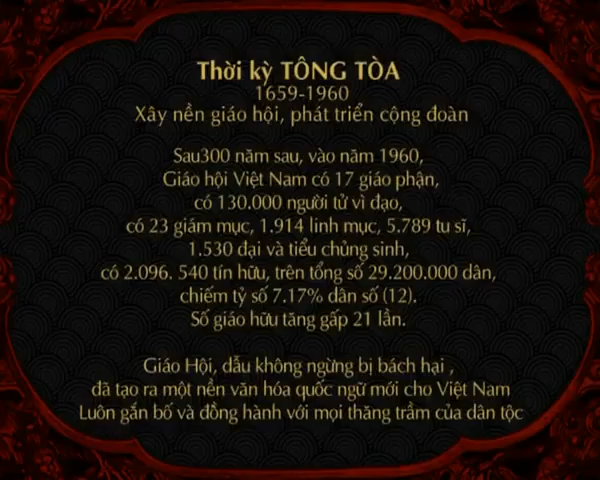 Thời kỳ TÔNG TÒA
1659-1960
Xây nền giáo hội, phát triển cộng đoàn
Sau300 năm sau, vào năm 1960,
Giáo hội Việt Nam có 17 giáo phận,
có 130.000 người tử vì đạo,
có 23 giám mục, 1.914 linh mục, 5.789 tu sĩ,
1.530 đại và tiểu chủng sinh,
có 2.096. 540 tín hữu, trên tổng số 29.200.000 dân,
chiếm tỷ số 7.17% dân số (12).
Số giáo hữu tăng gấp 21 lần.
Giáo Hội, dẫu không ngừng bị bách hại ,
đã tạo ra một nền văn hóa quốc ngữ mới cho Việt Nam
Luôn gắn bó và đồng hành với mọi thăng trầm của dân tộc